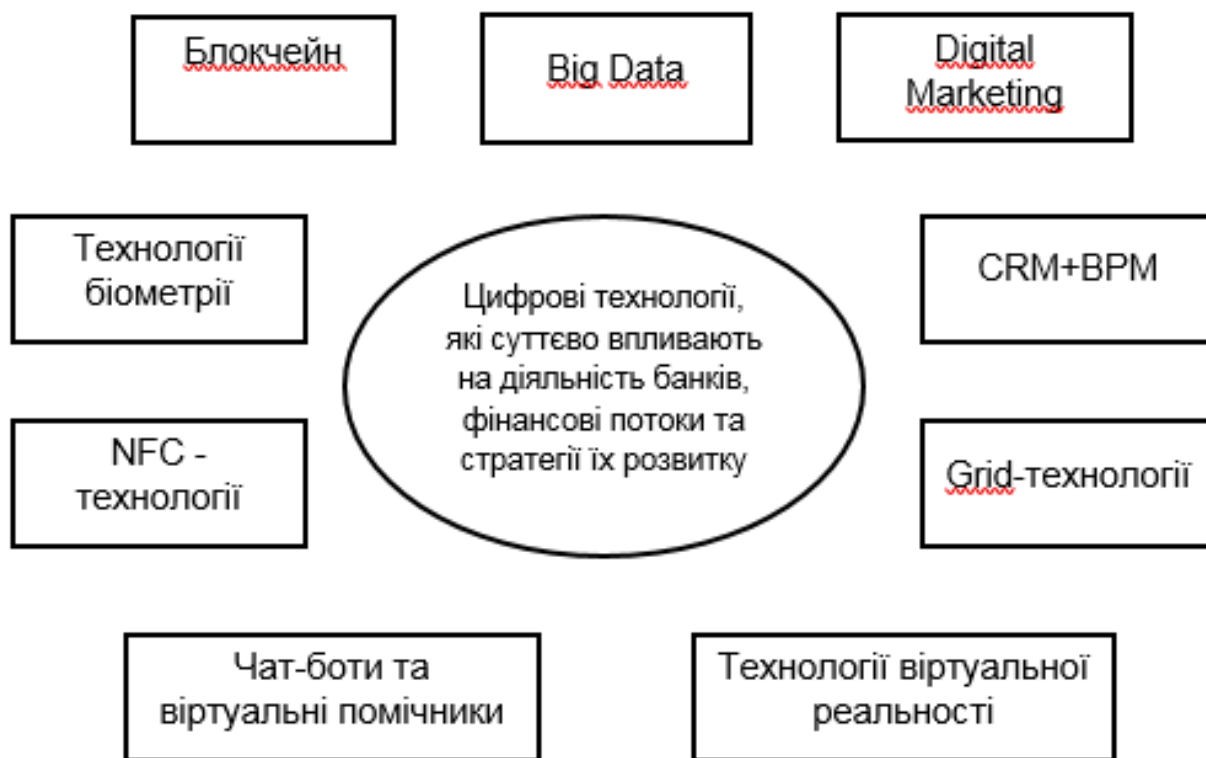 Блокчейн
Big Data
Digital
Marketing
Технології
біометрії
Цифрові технології,
які суттєво впливають
на діяльність банків,
фінансові потоки та
стратегії їх розвитку
CRM+BPM
NFC -
технології
Grid-технології
Чат-боти та
віртуальні помічники
Технології віртуальної
реальності